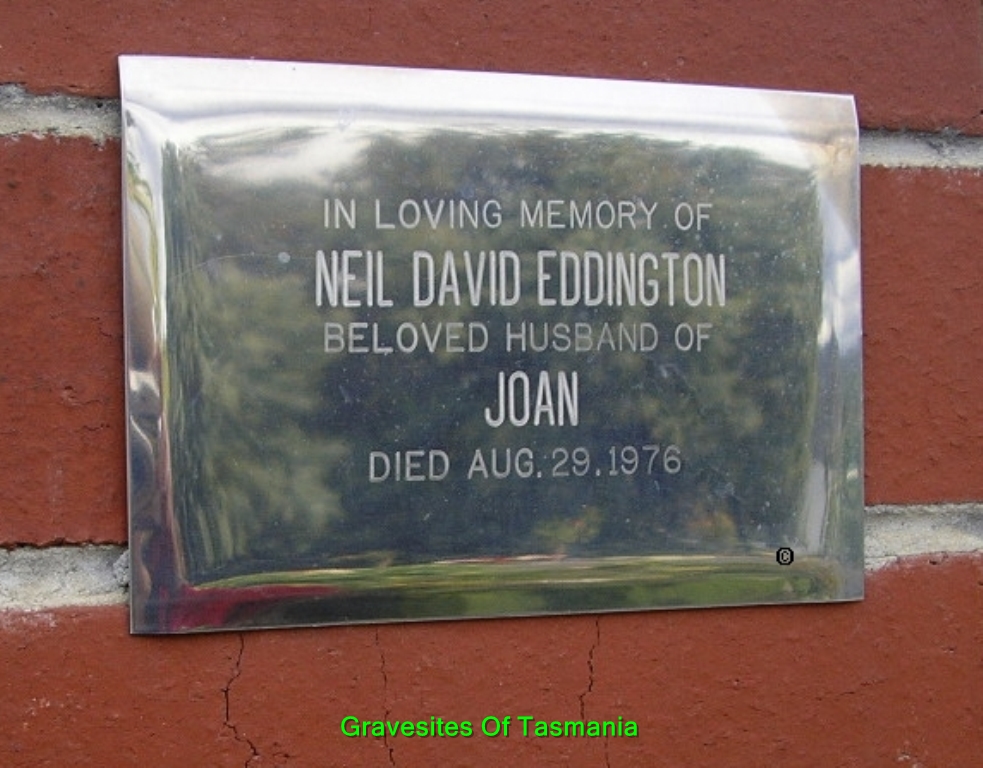 IN LOVING MEMORY OF
NEIL DAVID EDDINGTON
BELOVED HUSBAND OF
JOAN
DIED AUG. 29. 1976
©
Gravesites Of Tasmania